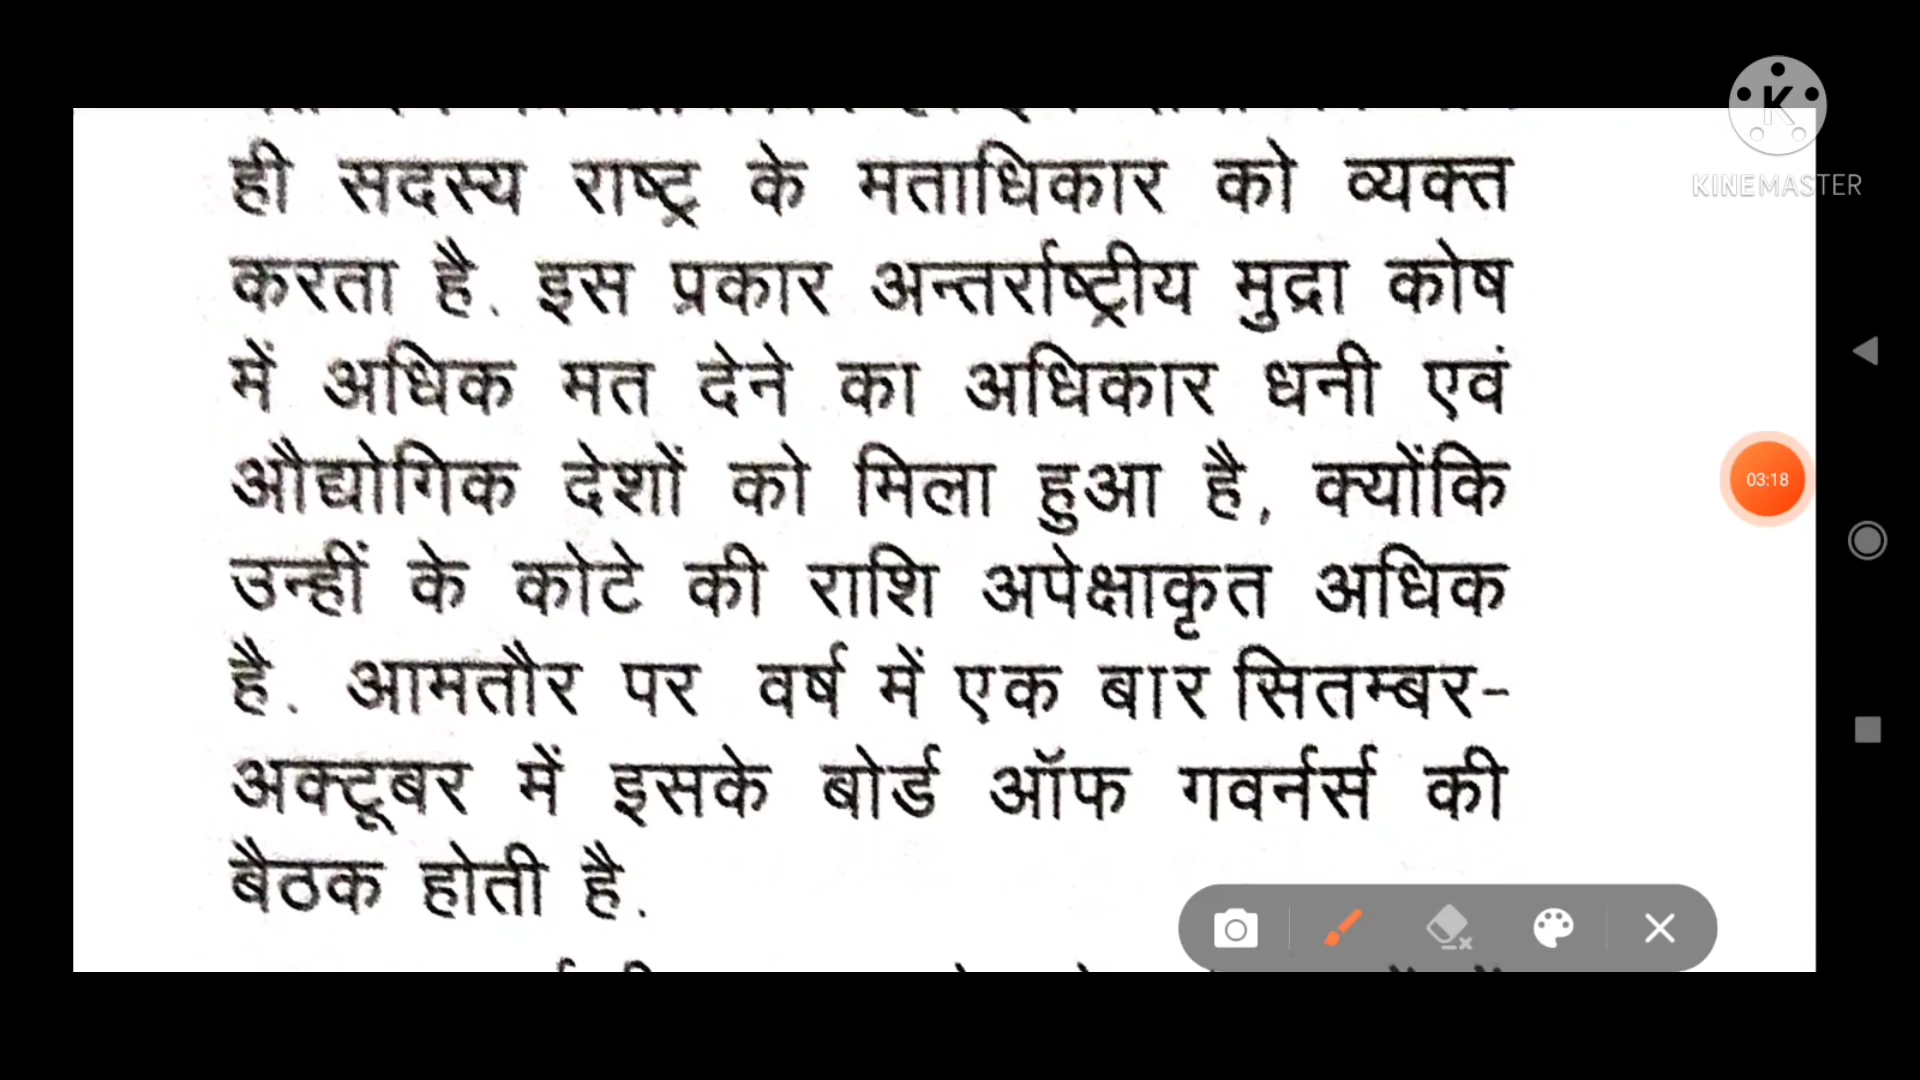 ही सदस्य राष्ट्र के मताधिकार को व्यक्त
करता है. इस प्रकार अन्तर्राष्ट्रीय मुद्रा कोष
में अधिक मत देने का अधिकार धनी एवं
औद्योगिक देशों को मिला हुआ है, क्योंकि
उन्हीं के कोटे की राशि अपेक्षाकृत अधिक
है. आमतौर पर वर्ष में एक बार सितम्बर-
अक्टूबर में इसके बोर्ड ऑफ गवर्नर्स की
बैठक होती है.
K
KINEMASTER
03:18